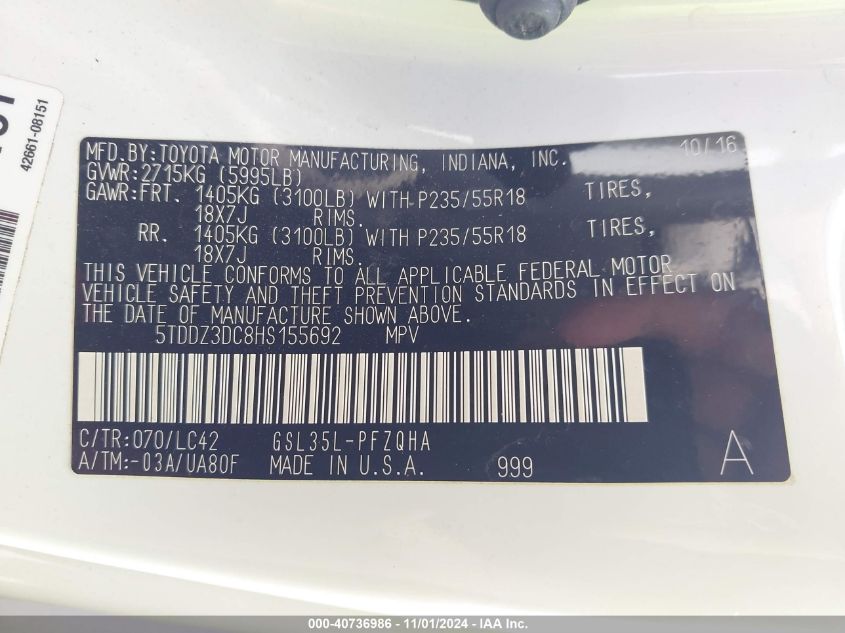 42861-08151
MFD.BY:TOYOTA MOTOR MANUFACTURING, INDIANA, INC. 10/16
GVWR:2715KG (5995LB)
GAWR:FRT. 1405KG (3100LB) WITH P235/55R18 TIRES,
18X7J RIMS.
RR. 1405KG (3100LB) WITH P235/55R18 TIRES,
18X7J RIMS.
THIS VEHICLE CONFORMS TO ALL APPLICABLE FEDERAL MOTOR
VEHICLE SAFETY AND THEFT PREVENTION STANDARDS IN EFFECT ON
THE DATE OF MANUFACTURE SHOWN ABOVE.
5TDDZ3DC8HS155692 MPV
C/TR:070/LC42 GSL35L-PFZQHA
A/TM:-03A/UA80F MADE IN U.S.A. 999 A
000-40736986 - 11/01/2024 - IAA Inc.